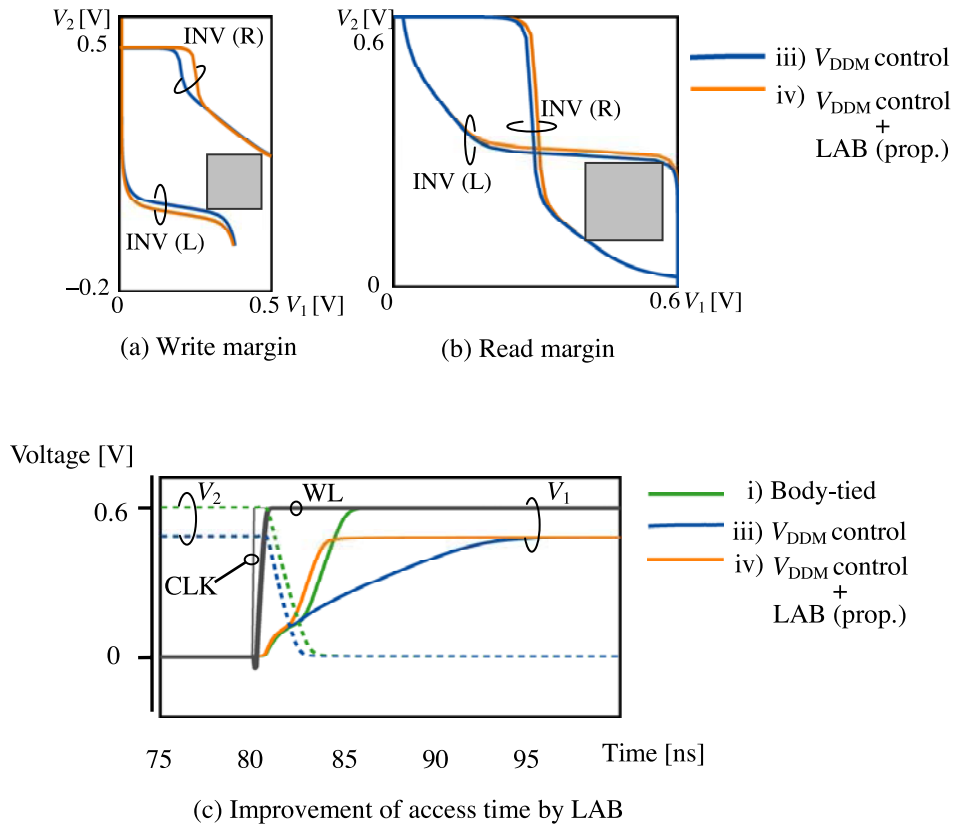 V2 [V]
0.5
INV (R)
INV (L)
−0.2
0
0.5
V1 [V]
(a) Write margin
V2 [V]
0.6
INV (R)
INV (L)
0
0
0.6
V1 [V]
(b) Read margin
iii) VDDM control
iv) VDDM control
+
LAB (prop.)
Voltage [V]
0.6
0
V2
WL
V1
CLK
75 80 85 90 95 Time [ns]
i) Body-tied
iii) VDDM control
iv) VDDM control
+
LAB (prop.)
(c) Improvement of access time by LAB